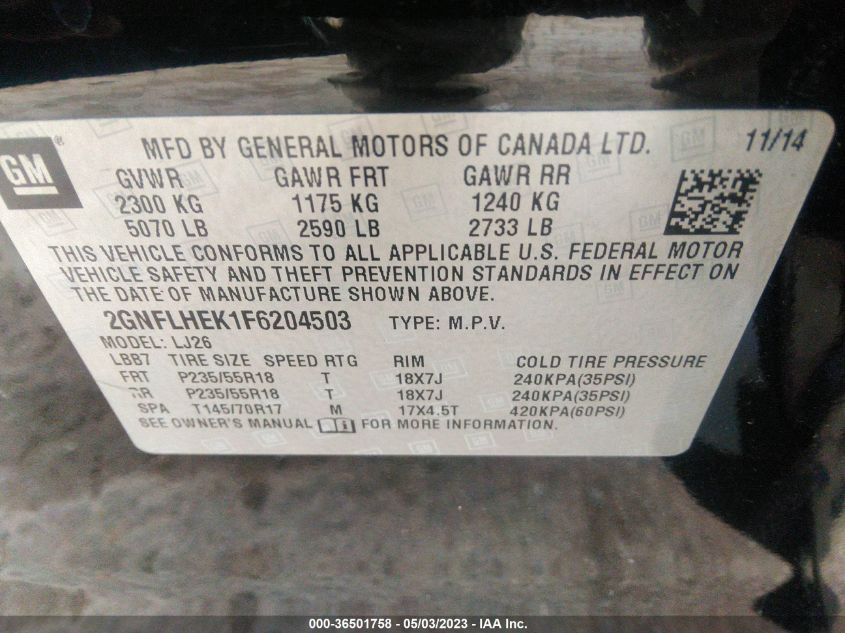 GM®
MFD BY GENERAL MOTORS OF CANADA LTD. 11/14
GVWR GAWR FRT GAWR RR
2300 KG 1175 KG 1240 KG
5070 LB 2590 LB 2733 LB
THIS VEHICLE CONFORMS TO ALL APPLICABLE U.S. FEDERAL MOTOR
VEHICLE SAFETY AND THEFT PREVENTION STANDARDS IN EFFECT ON
THE DATE OF MANUFACTURE SHOWN ABOVE.
2GNFLHEK1F6204503 TYPE: M.P.V.
MODEL: LJ26
LBB7 TIRE SIZE SPEED RTG RIM COLD TIRE PRESSURE
FRT P235/55R18 T 18X7J 240KPA(35PSI)
RR P235/55R18 T 18X7J 240KPA(35PSI)
SPA T145/70R17 M 17X4.5T 420KPA(60PSI)
SEE OWNER'S MANUAL FOR MORE INFORMATION.
000-36501758 - 05/03/2023 - IAA Inc.